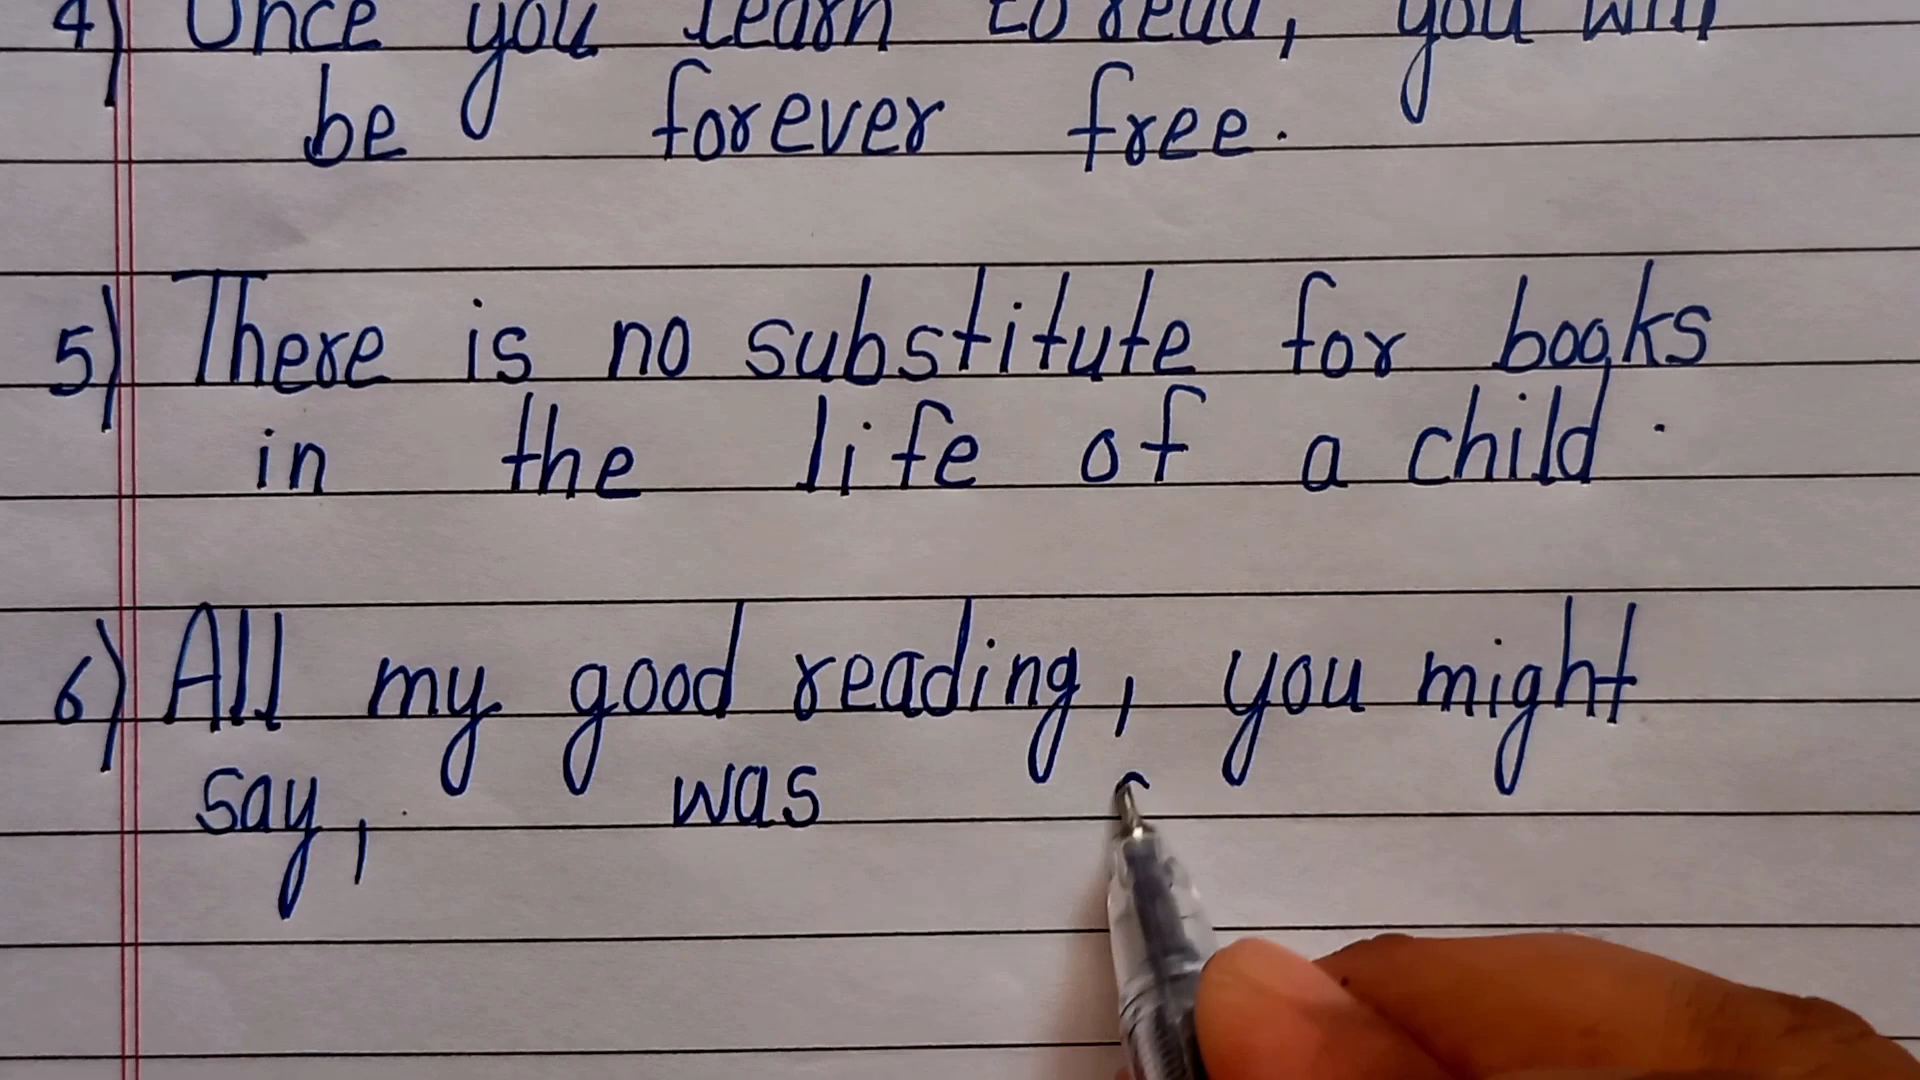 4) Once you learn to read, you will
be forever free.
5) There is no substitute for books
in the life of a child.
6) All my good reading, you might
say, was